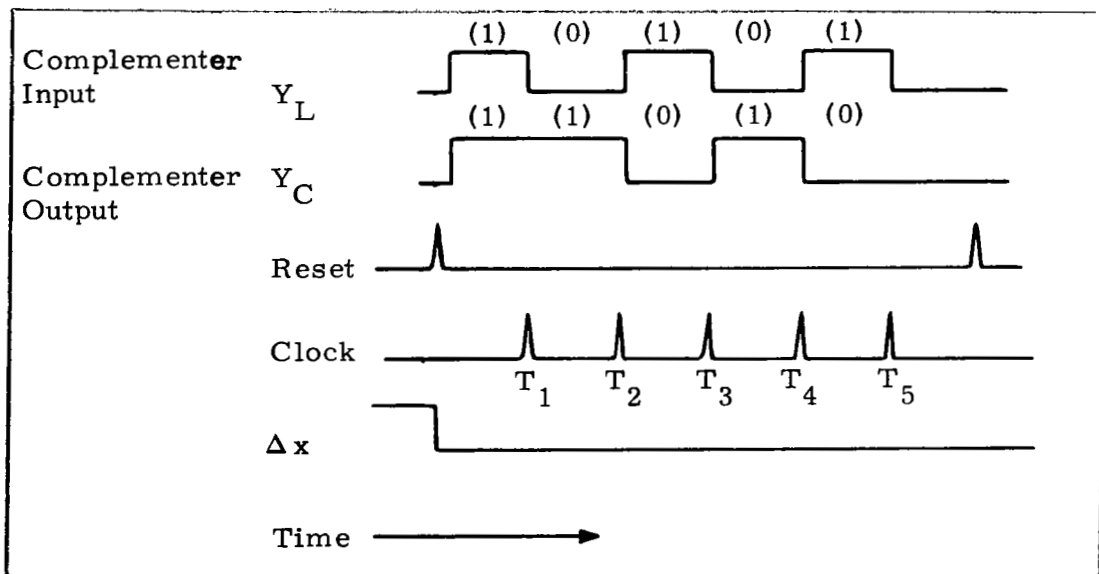 (1) (0) (1) (0) (1)
Complementer
Input Y_L
(1) (1) (0) (1) (0)
Complementer Y_C
Output
Reset
Clock
T_1 T_2 T_3 T_4 T_5
Δx
Time